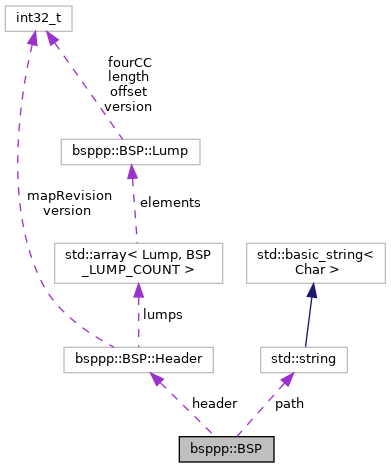 int32_t
fourCC
length
offset
version
bsppp::BSP::Lump
mapRevision
version
elements
std::array< Lump, BSP
_LUMP_COUNT >
std::basic_string<
Char >
lumps
bsppp::BSP::Header
std::string
header
path
bsppp::BSP